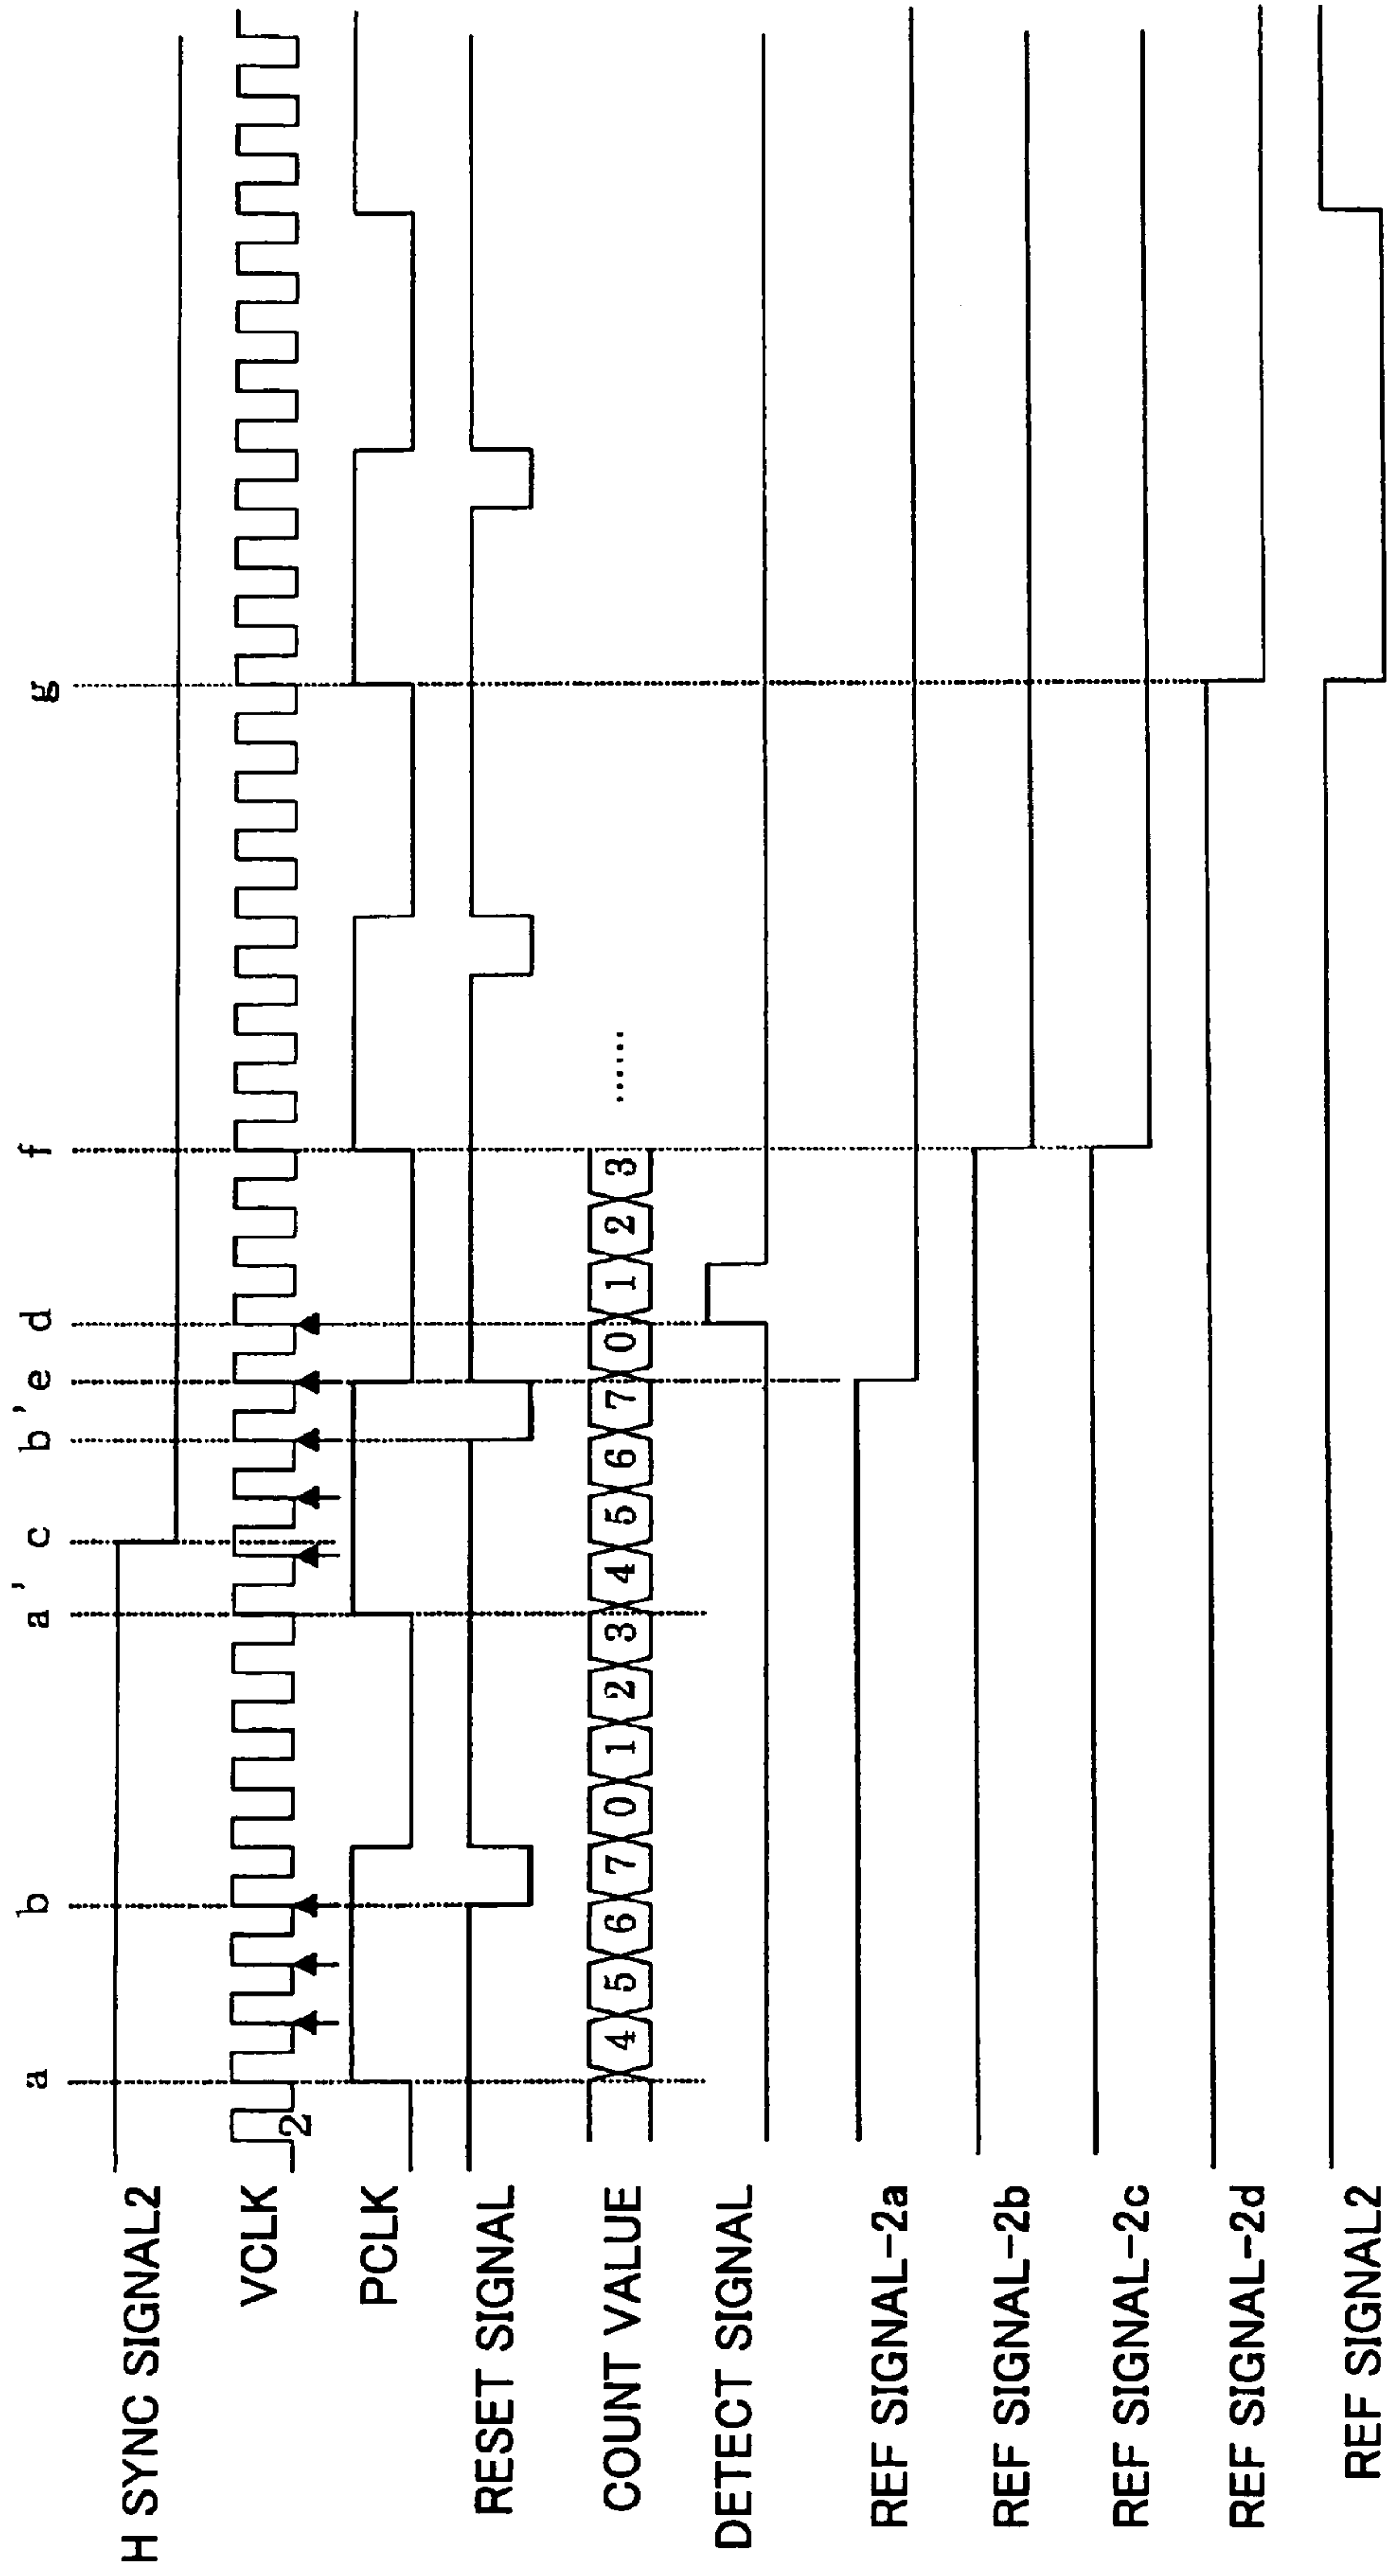 a b a' c b' e d f g
H SYNC SIGNAL2
VCLK
2
PCLK
RESET SIGNAL
COUNT VALUE
4 5 6 7 0 1 2 3 4 5 6 7 0 1 2 3 ......
DETECT SIGNAL
REF SIGNAL-2a
REF SIGNAL-2b
REF SIGNAL-2c
REF SIGNAL-2d
REF SIGNAL2